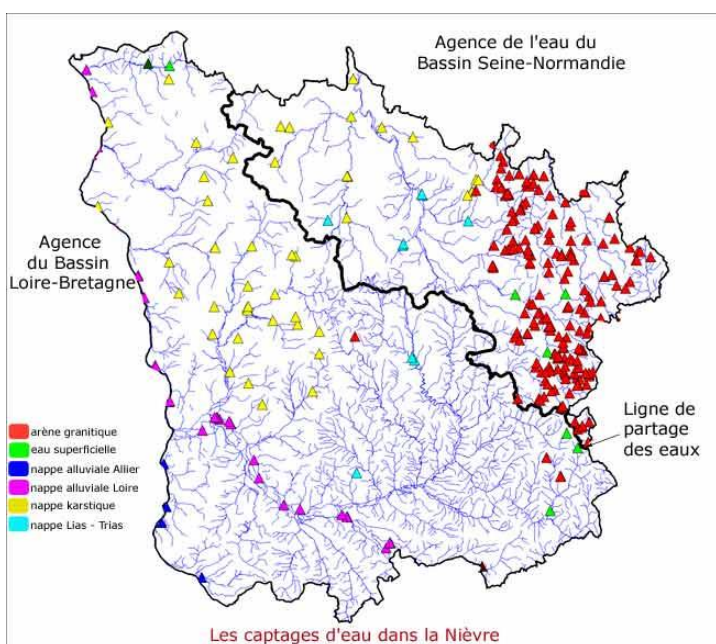 Agence de l'eau du
Bassin Seine-Normandie
Agence
du Bassin
Loire-Bretagne
Ligne de
partage
des eaux
arène granitique
eau superficielle
nappe alluviale Allier
nappe alluviale Loire
nappe karstique
nappe Lias - Trias
Les captages d'eau dans la Nièvre